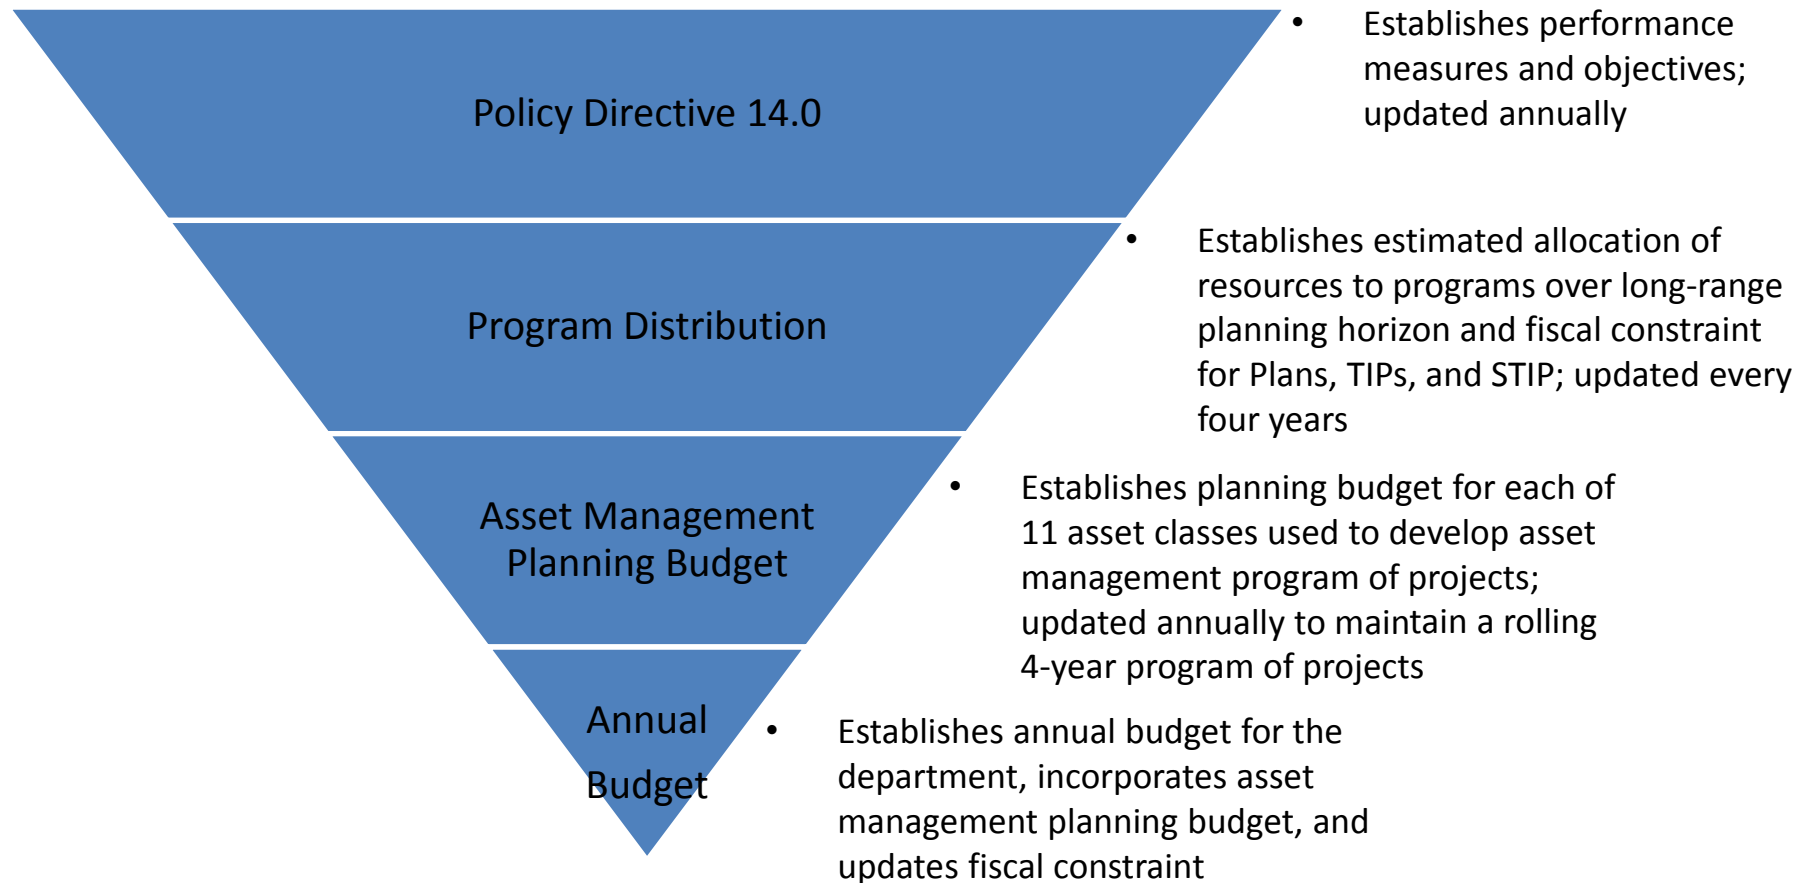 Policy Directive 14.0
• Establishes performance
measures and objectives;
updated annually
Program Distribution
• Establishes estimated allocation of
resources to programs over long-range
planning horizon and fiscal constraint
for Plans, TIPs, and STIP; updated every
four years
Asset Management
Planning Budget
• Establishes planning budget for each of
11 asset classes used to develop asset
management program of projects;
updated annually to maintain a rolling
4-year program of projects
Annual
Budget
• Establishes annual budget for the
department, incorporates asset
management planning budget, and
updates fiscal constraint